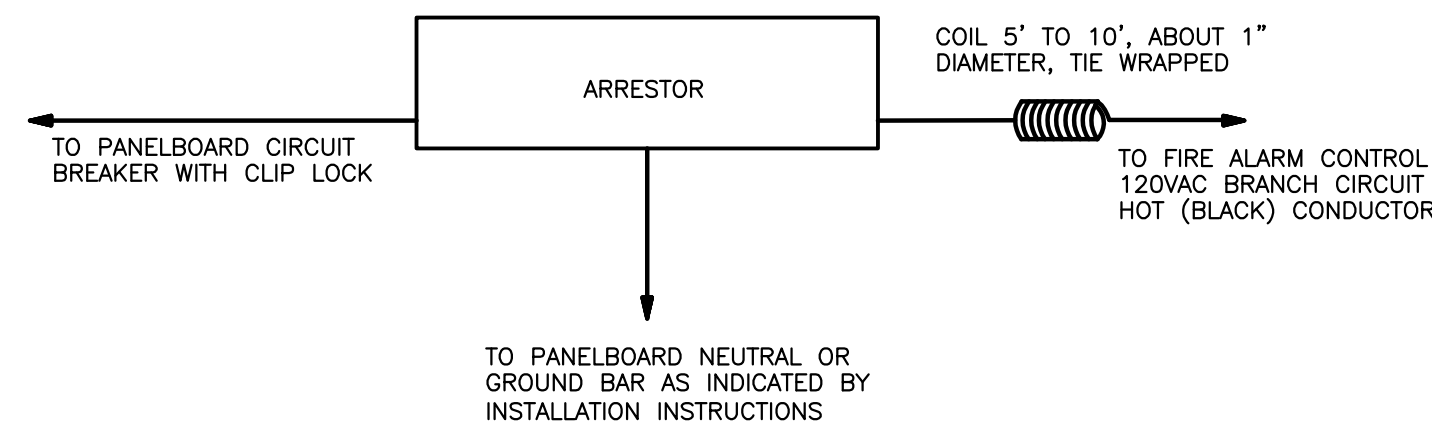 COIL 5' TO 10', ABOUT 1”
DIAMETER, TIE WRAPPED
ARRESTOR
TO PANELBOARD CIRCUIT
BREAKER WITH CLIP LOCK
TO FIRE ALARM CONTROL
120VAC BRANCH CIRCUIT
HOT (BLACK) CONDUCTOR
TO PANELBOARD NEUTRAL OR
GROUND BAR AS INDICATED BY
INSTALLATION INSTRUCTIONS